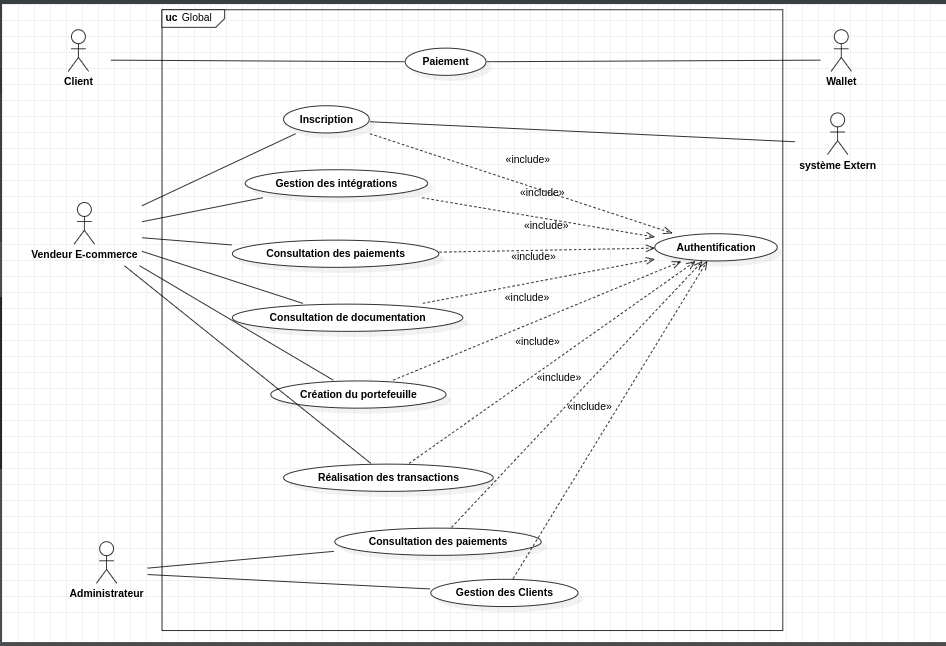 uc Global
Client
Paiement
Wallet
Inscription
système Extern
«include»
Gestion des intégrations
«include»
Vendeur E-commerce
«include»
Consultation des paiements
Authentification
«include»
«include»
Consultation de documentation
«include»
«include»
Création du portefeuille
«include»
Réalisation des transactions
Consultation des paiements
Administrateur
Gestion des Clients